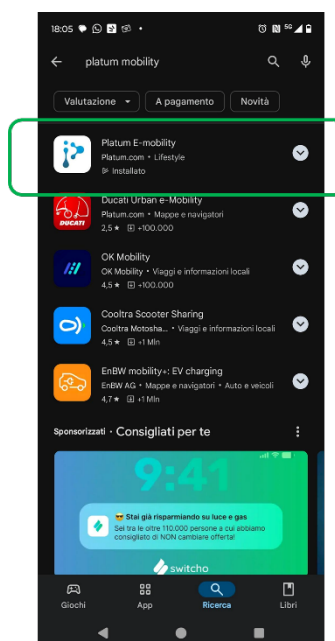 18:05
5G
platum mobility
Valutazione
A pagamento
Novità
Platum E-mobility
Platum.com • Lifestyle
Installato
Ducati Urban e-Mobility
Platum.com • Mappe e navigatori
2,5 ★ +100.000
DUCATI
OK Mobility
OK Mobility • Viaggi e informazioni locali
4,5 ★ +100.000
Cooltra Scooter Sharing
Cooltra Motosha... • Viaggi e informazioni locali
4,5 ★ +1 Mln
EnBW mobility+: EV charging
EnBW AG • Mappe e navigatori • Auto e veicoli
4,7 ★ +1 Mln
Sponsorizzati • Consigliati per te
9:41
Stai già risparmiando su luce e gas
Sei tra le oltre 110.000 persone a cui abbiamo
consigliato di NON cambiare offerta!
switcho
Giochi
App
Ricerca
Libri